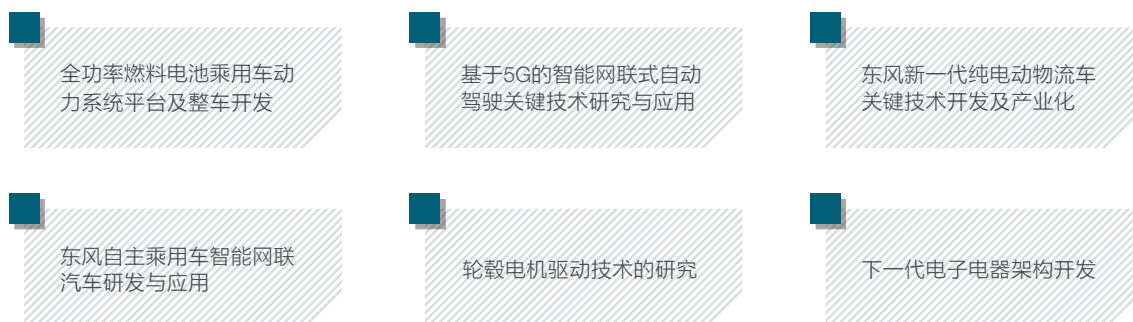 全功率燃料电池乘用车动
力系统平台及整车开发
基于5G的智能网联式自动
驾驶关键技术研究与应用
东风新一代纯电动物流车
关键技术开发及产业化
东风自主乘用车智能网联
汽车研发与应用
轮毂电机驱动技术的研究
下一代电子电器架构开发